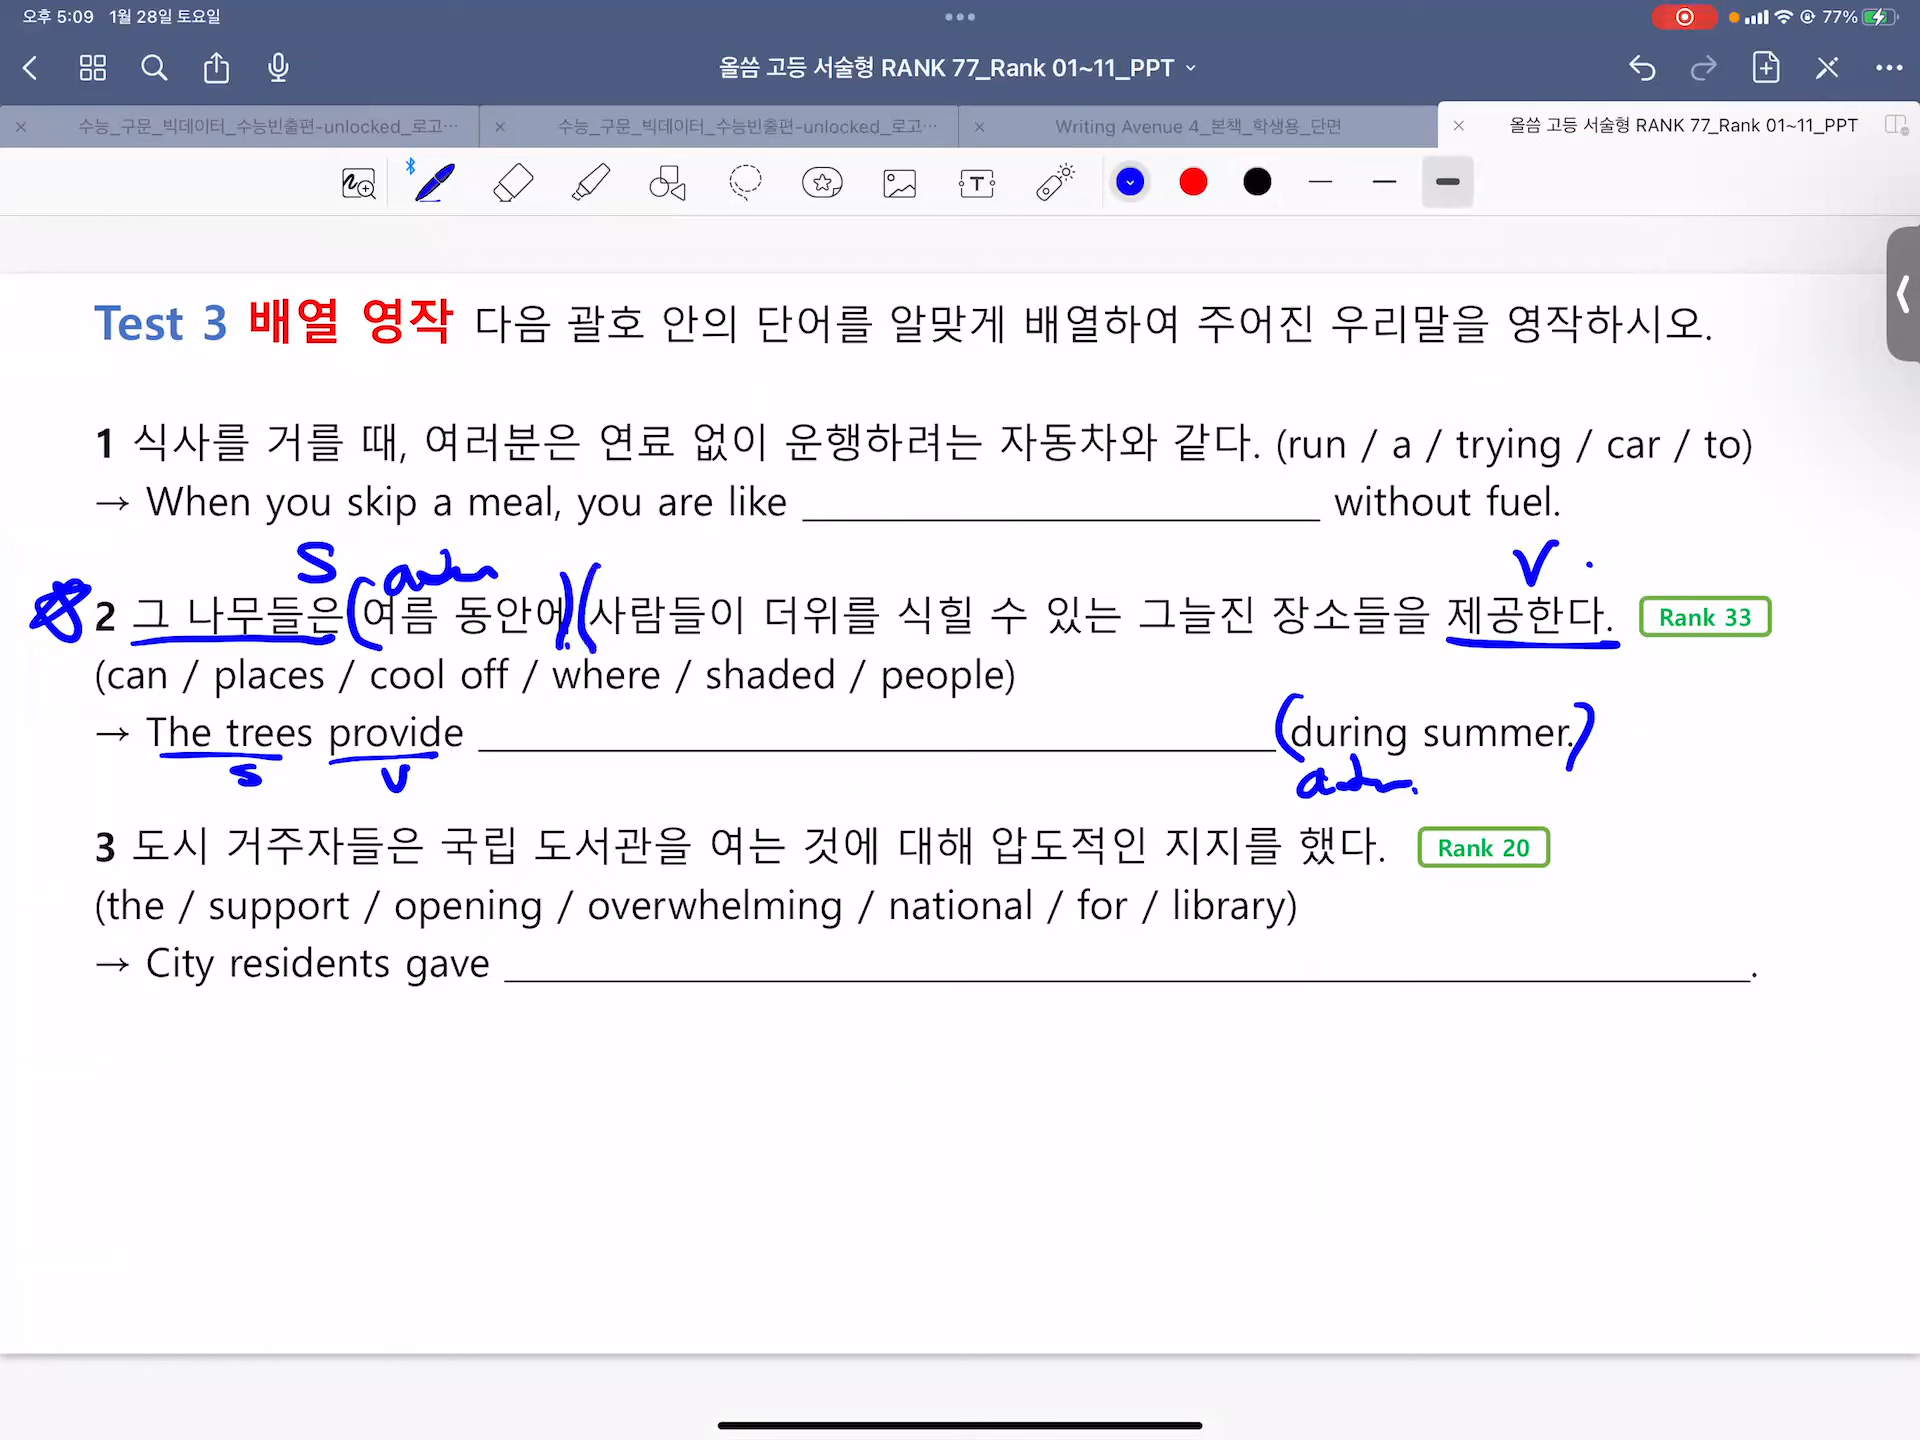 오후 5:09 1월 28일 토요일
77%
올씀 고등 서술형 RANK 77_Rank 01~11_PPT
수능_구문_빅데이터_수능빈출편-unlocked_로고…
수능_구문_빅데이터_수능빈출편-unlocked_로고…
Writing Avenue 4_본책_학생용_단면
올씀 고등 서술형 RANK 77_Rank 01~11_PPT
Test 3 배열 영작 다음 괄호 안의 단어를 알맞게 배열하여 주어진 우리말을 영작하시오.
1 식사를 거를 때, 여러분은 연료 없이 운행하려는 자동차와 같다. (run / a / trying / car / to)
→ When you skip a meal, you are like ____________ without fuel.
S V
2 그 나무들은 (여름 동안에) (사람들이 더위를 식힐 수 있는 그늘진 장소들을 제공한다. Rank 33
(can / places / cool off / where / shaded / people)
→ The trees provide ____________ (during summer.)
S V
3 도시 거주자들은 국립 도서관을 여는 것에 대해 압도적인 지지를 했다. Rank 20
(the / support / opening / overwhelming / national / for / library)
→ City residents gave ____________.